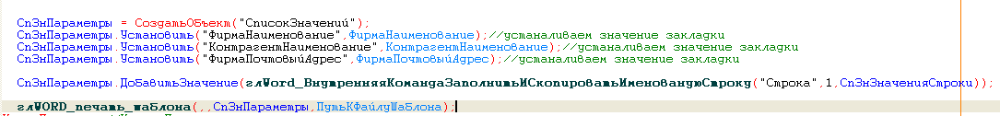 СпЗнПараметры = СоздатьОбъект("СписокЗначений");
СпЗнПараметры.Установить("ФирмаНаименование",ФирмаНаименование);//устаналиваем значение закладки
СпЗнПараметры.Установить("КонтрагентНаименование",КонтрагентНаименование);//устаналиваем значение закладки
СпЗнПараметры.Установить("ФирмаПочтовыйАдрес",ФирмаПочтовыйАдрес);//устаналиваем значение закладки
СпЗнПараметры.ДобавитьЗначение(глWord_ВнутренняяКомандаЗаполнитьИСкопироватьИменовануюСтроку("Строка",1,СпЗнЗначенияСтроки));
глWORD_печать_шаблона(,,СпЗнПараметры,ПутьКФайлуШаблона);